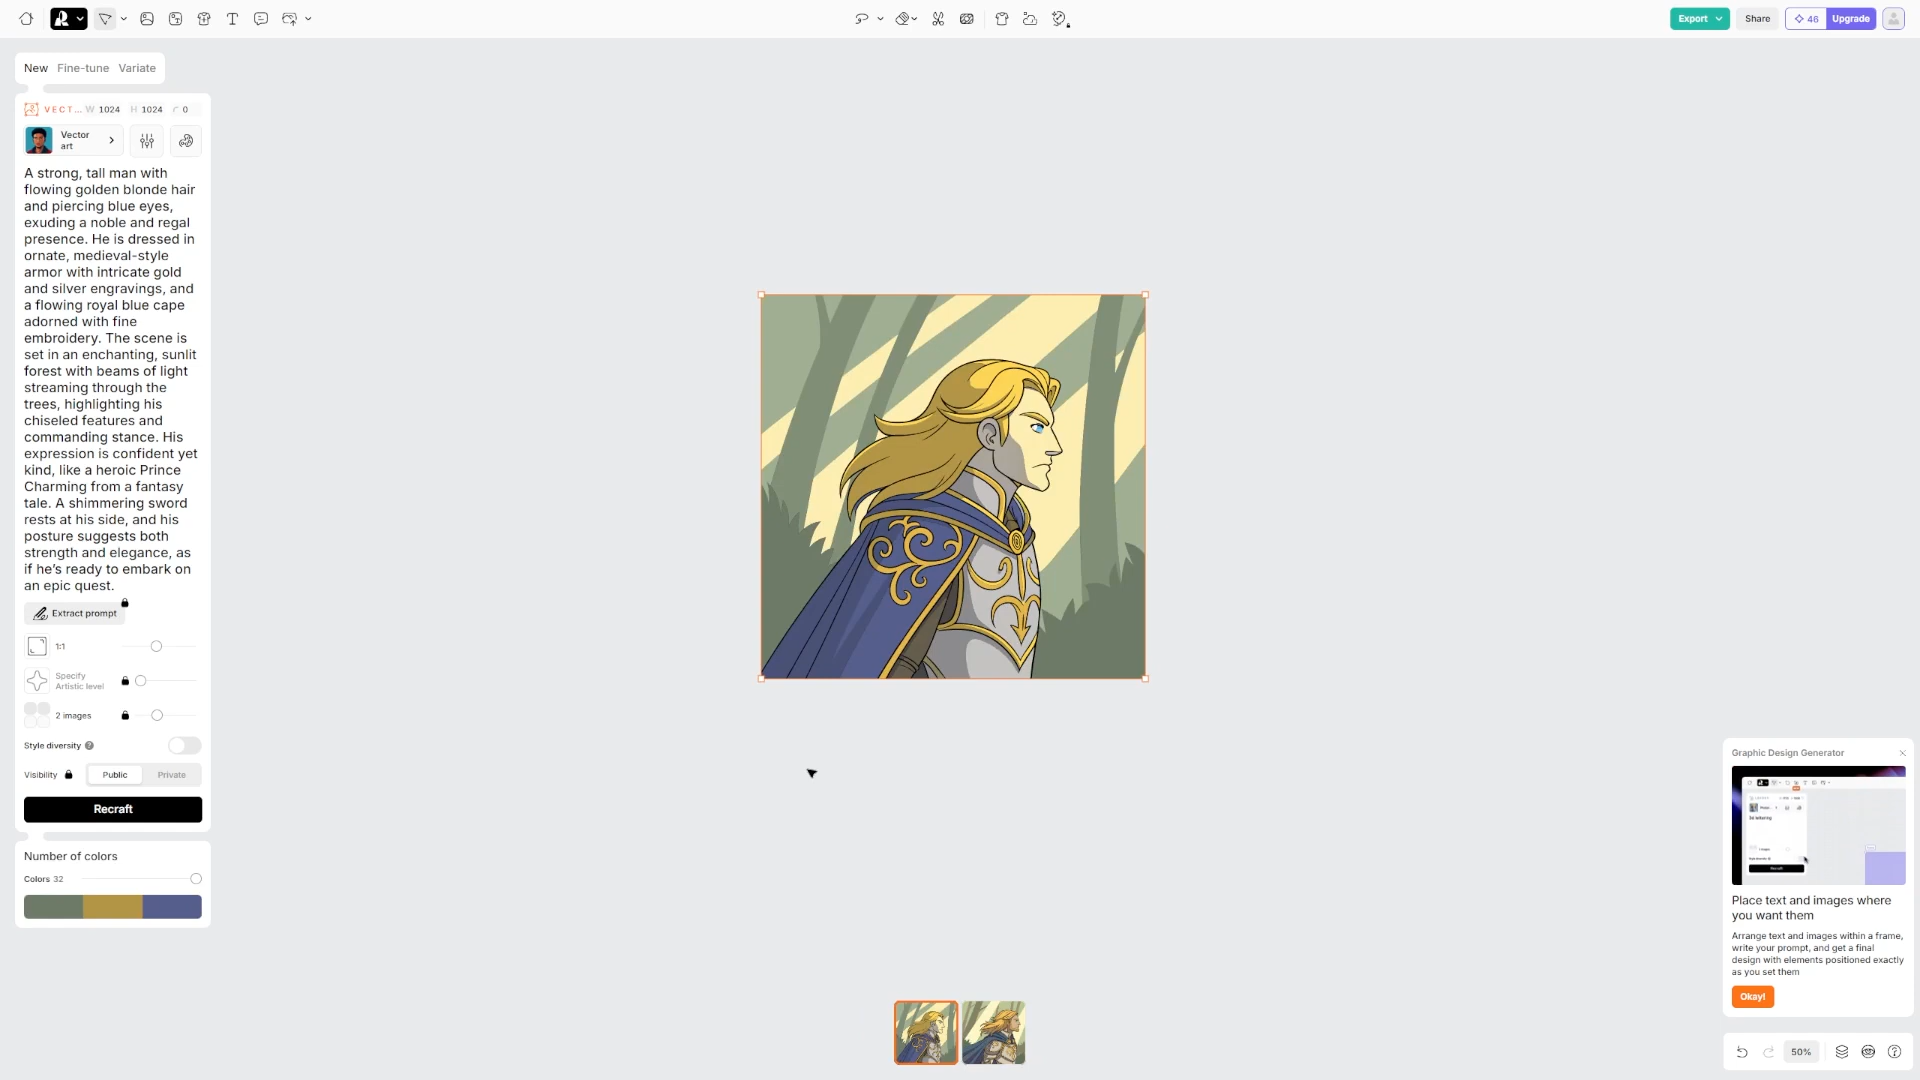 Export
Share
46
Upgrade
New
Fine-tune
Variate
VECT...
W 1024
H 1024
0
Vector
art
A strong, tall man with
flowing golden blonde hair
and piercing blue eyes,
exuding a noble and regal
presence. He is dressed in
ornate, medieval-style
armor with intricate gold
and silver engravings, and
a flowing royal blue cape
adorned with fine
embroidery. The scene is
set in an enchanting, sunlit
forest with beams of light
streaming through the
trees, highlighting his
chiseled features and
commanding stance. His
expression is confident yet
kind, like a heroic Prince
Charming from a fantasy
tale. A shimmering sword
rests at his side, and his
posture suggests both
strength and elegance, as
if he's ready to embark on
an epic quest.
Extract prompt
1:1
Specify
Artistic level
2 images
Style diversity
Visibility
Public
Private
Recraft
Number of colors
Colors 32
Graphic Design Generator
Recraft
Place text and images where
you want them
Arrange text and images within a frame,
write your prompt, and get a final
design with elements positioned exactly
as you set them
Okay!
50%